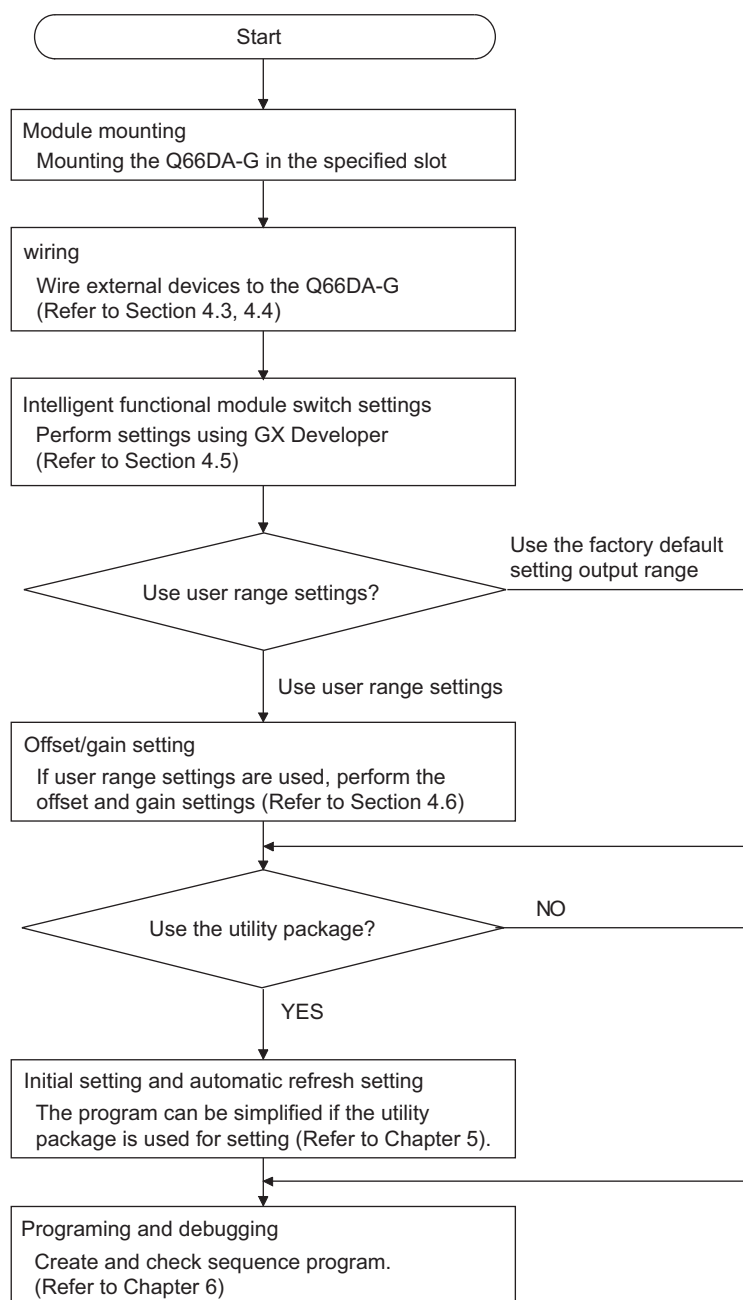 Start
Module mounting
Mounting the Q66DA-G in the specified slot
wiring
Wire external devices to the Q66DA-G
(Refer to Section 4.3, 4.4)
Intelligent functional module switch settings
Perform settings using GX Developer
(Refer to Section 4.5)
Use the factory default
setting output range
Use user range settings?
Use user range settings
Offset/gain setting
If user range settings are used, perform the
offset and gain settings (Refer to Section 4.6)
NO
Use the utility package?
YES
Initial setting and automatic refresh setting
The program can be simplified if the utility
package is used for setting (Refer to Chapter 5).
Programing and debugging
Create and check sequence program.
(Refer to Chapter 6)